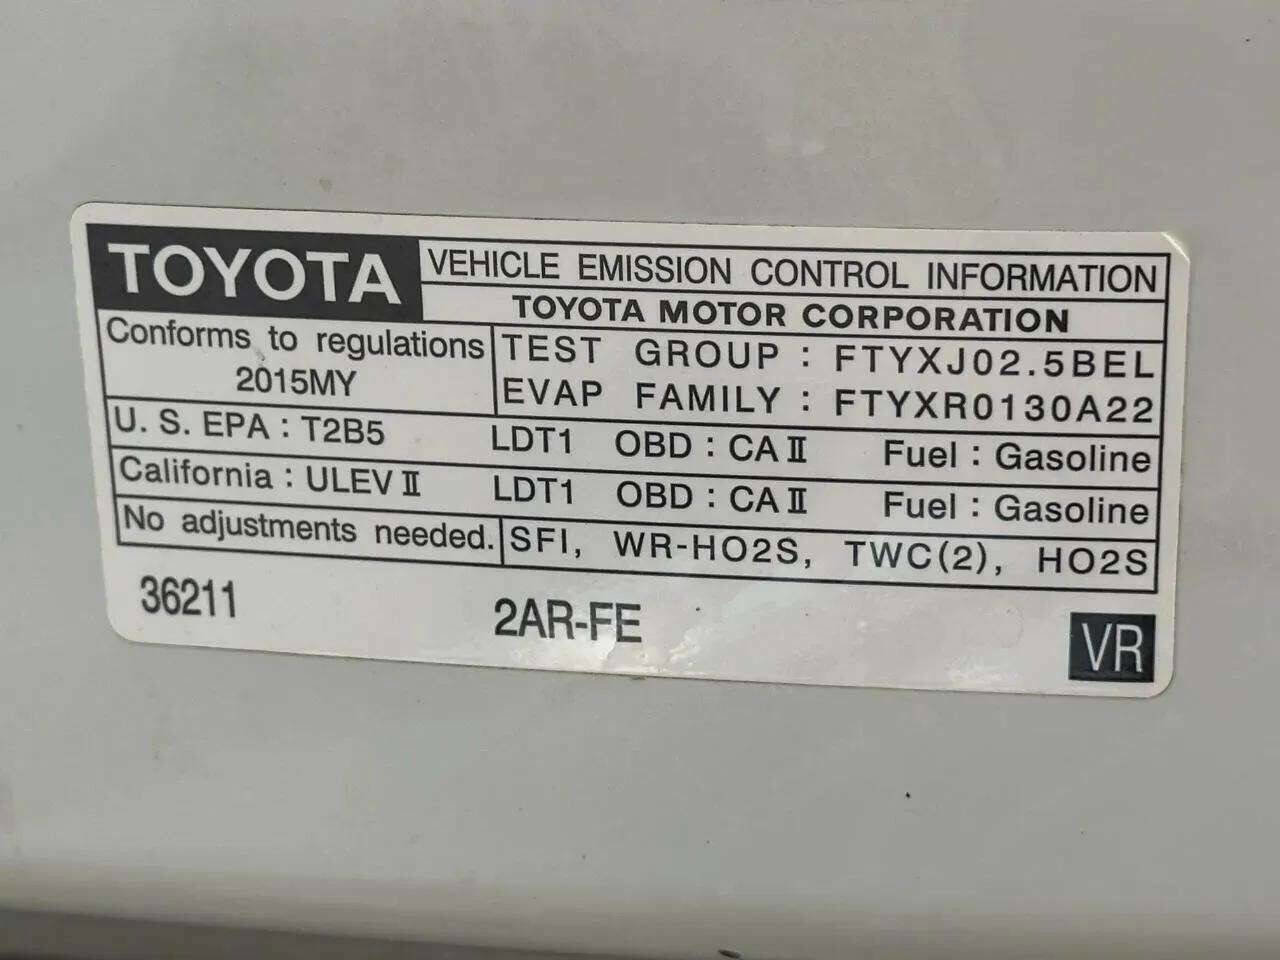 TOYOTA VEHICLE EMISSION CONTROL INFORMATION
TOYOTA MOTOR CORPORATION
Conforms to regulations
2015MY
TEST GROUP : FTYXJ02.5BEL
EVAP FAMILY : FTYXR0130A22
U. S. EPA : T2B5 LDT1 OBD : CA II Fuel : Gasoline
California : ULEV II LDT1 OBD : CA II Fuel : Gasoline
No adjustments needed. SFI, WR-HO2S, TWC(2), HO2S
36211 2AR-FE VR